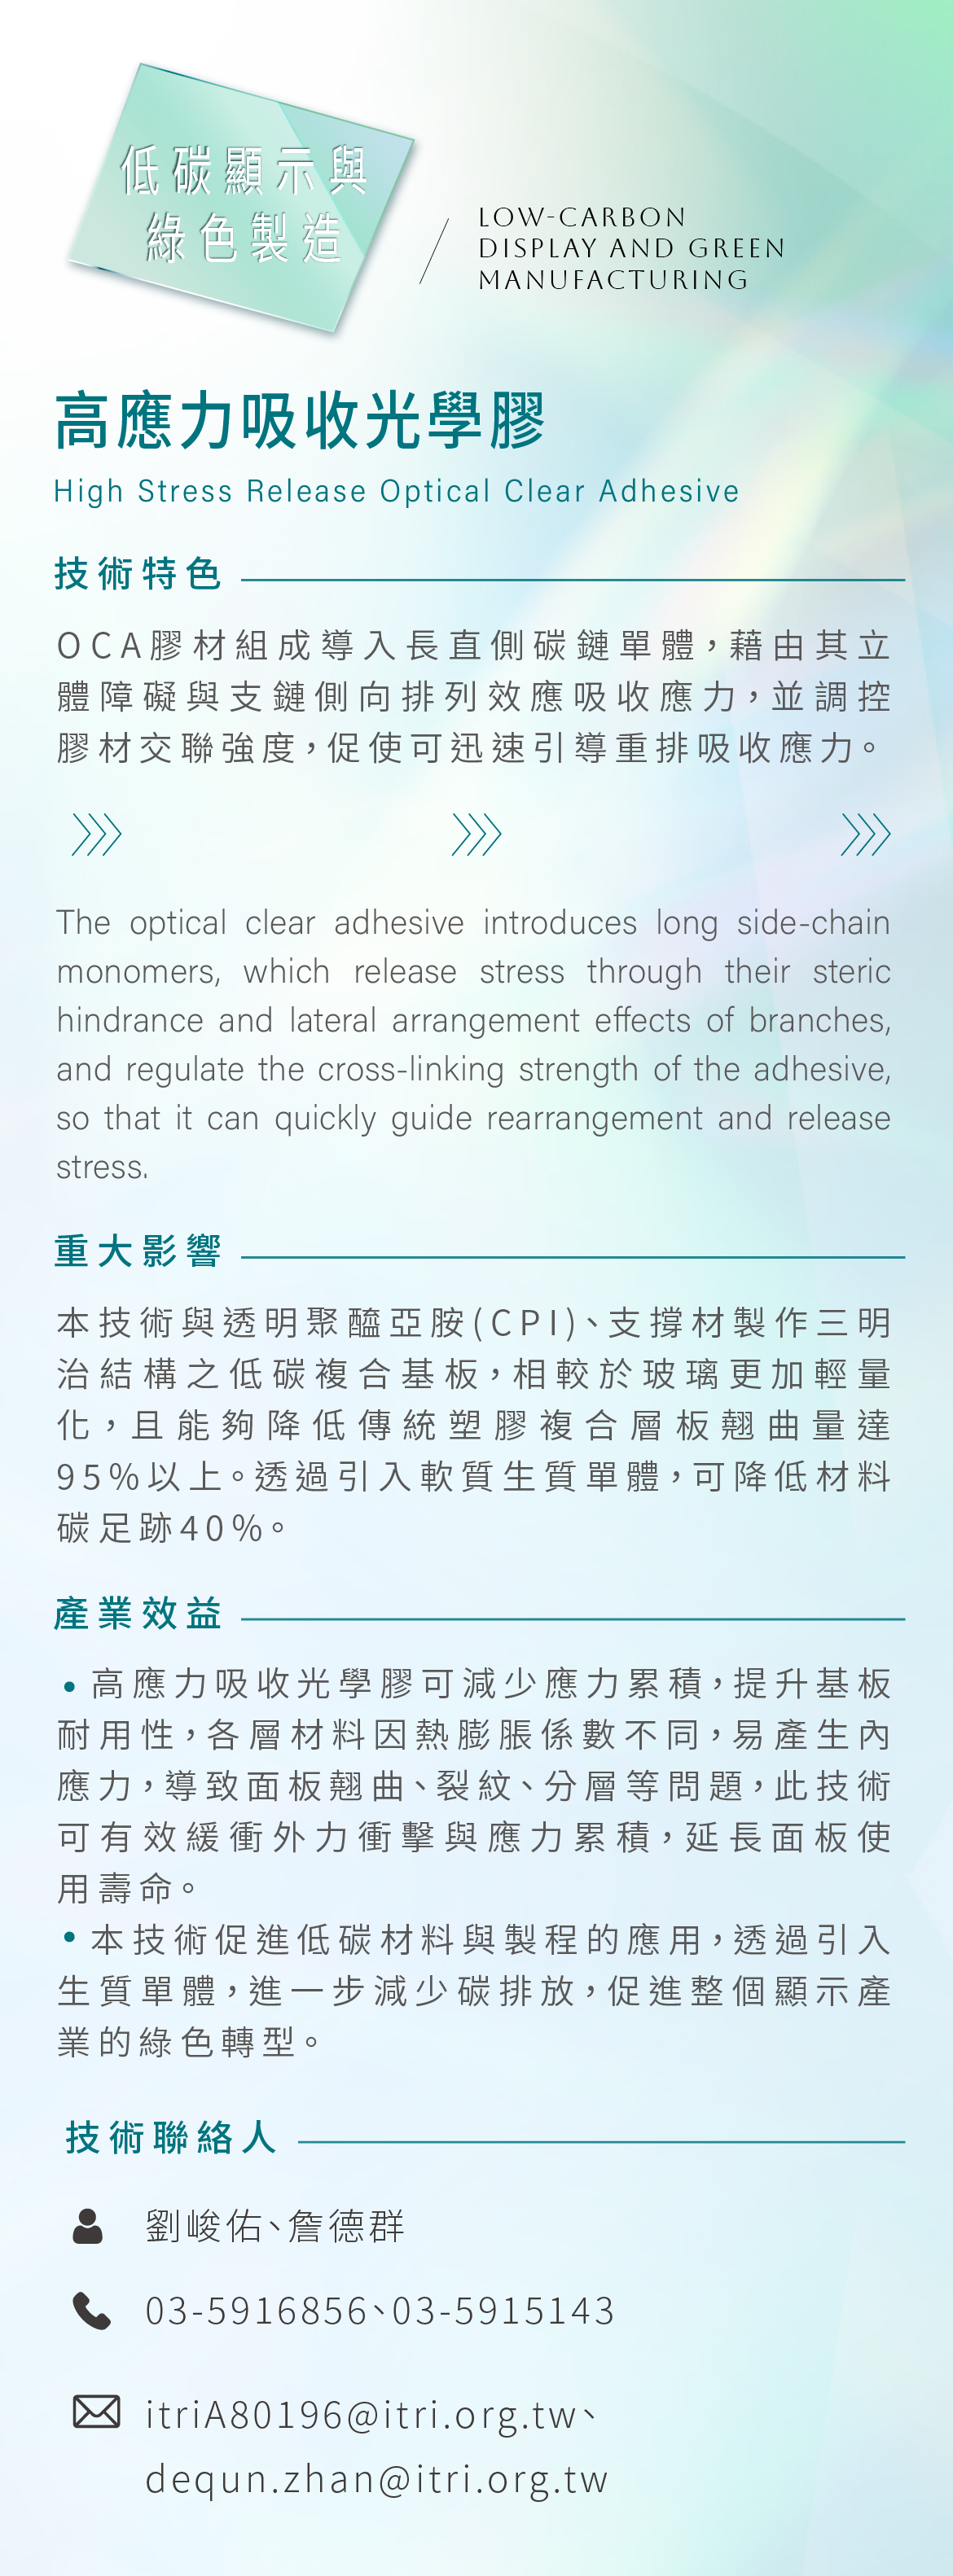 低碳顯示與
綠色製造
LOW-CARBON
DISPLAY AND GREEN
MANUFACTURING
高應力吸收光學膠
High Stress Release Optical Clear Adhesive
技術特色
OCA膠材組成導入長直側碳鏈單體，藉由其立
體障礙與支鏈側向排列效應吸收應力，並調控
膠材交聯強度，促使可迅速引導重排吸收應力。
The optical clear adhesive introduces long side-chain
monomers, which release stress through their steric
hindrance and lateral arrangement effects of branches,
and regulate the cross-linking strength of the adhesive,
so that it can quickly guide rearrangement and release
stress.
重大影響
本技術與透明聚醯亞胺(CPI)、支撐材製作三明
治結構之低碳複合基板，相較於玻璃更加輕量
化，且能夠降低傳統塑膠複合層板翹曲量達
95%以上。透過引入軟質生質單體，可降低材料
碳足跡40%。
產業效益
• 高應力吸收光學膠可減少應力累積，提升基板
耐用性，各層材料因熱膨脹係數不同，易產生內
應力，導致面板翹曲、裂紋、分層等問題，此技術
可有效緩衝外力衝擊與應力累積，延長面板使
用壽命。
• 本技術促進低碳材料與製程的應用，透過引入
生質單體，進一步減少碳排放，促進整個顯示產
業的綠色轉型。
技術聯絡人
劉峻佑、詹德群
03-5916856、03-5915143
itriA80196@itri.org.tw、
dequn.zhan@itri.org.tw